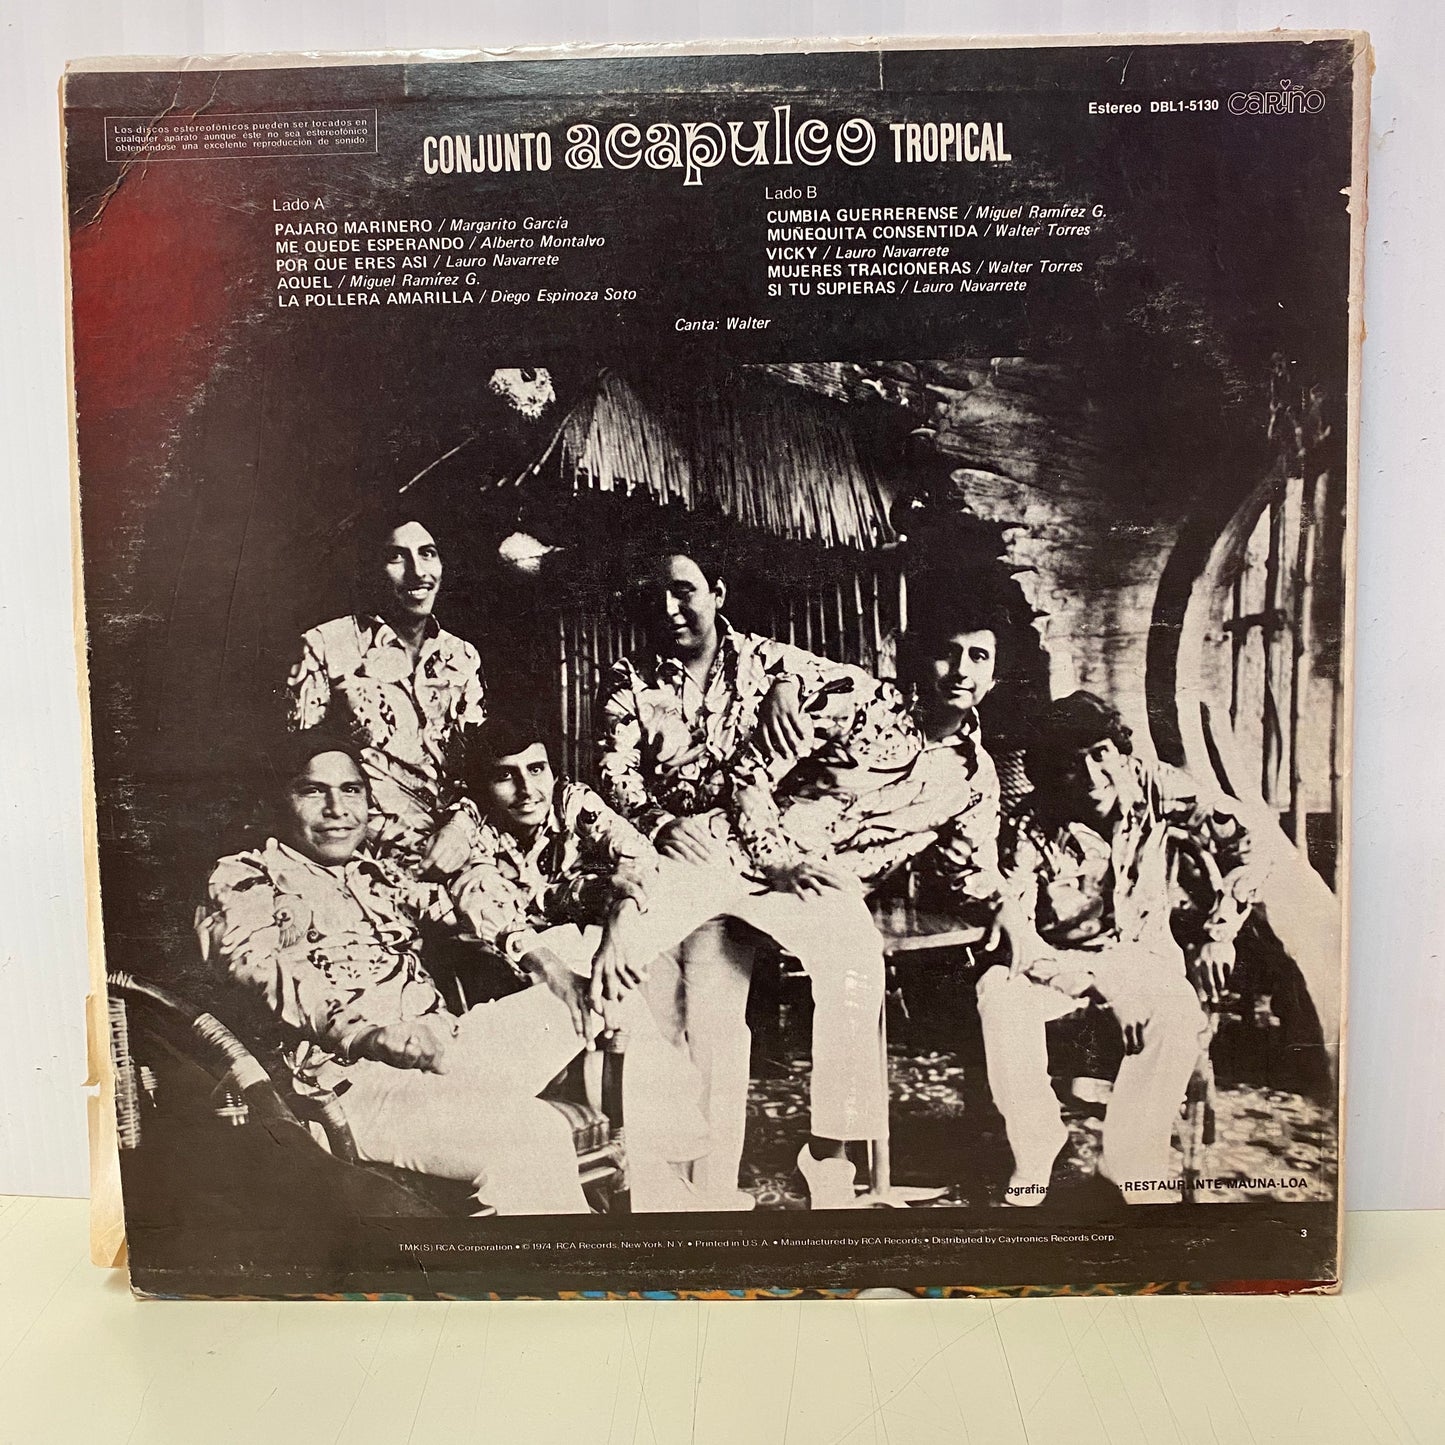 Los discos estereofónicos pueden ser tocados en
cualquier aparato aunque éste no sea estereofónico
obteniéndose una excelente reproducción de sonido
Estereo DBL1-5130 cariño
CONJUNTO acapulco TROPICAL
Lado A
PAJARO MARINERO / Margarito García
ME QUEDE ESPERANDO / Alberto Montalvo
POR QUE ERES ASI / Lauro Navarrete
AQUEL / Miguel Ramírez G.
LA POLLERA AMARILLA / Diego Espinoza Soto
Lado B
CUMBIA GUERRERENSE / Miguel Ramírez G.
MUÑEQUITA CONSENTIDA / Walter Torres
VICKY / Lauro Navarrete
MUJERES TRAICIONERAS / Walter Torres
SI TU SUPIERAS / Lauro Navarrete
Canta: Walter
RESTAURANTE MAUNA-LOA
TMK(S) RCA Corporation • © 1974, RCA Records, New York, N.Y. • Printed in U.S.A. • Manufactured by RCA Records • Distributed by Caytronics Records Corp.
3